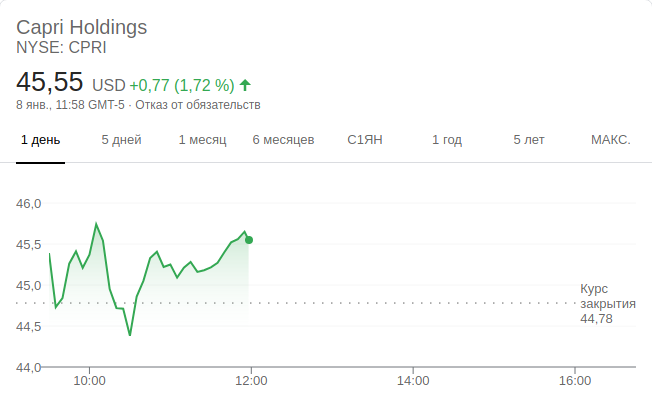 Capri Holdings
NYSE: CPRI
45,55 USD +0,77 (1,72 %)
8 янв., 11:58 GMT-5 · Отказ от обязательств
1 день 5 дней 1 месяц 6 месяцев С1ЯН 1 год 5 лет МАКС.
46,0
45,5
45,0
44,5
44,0
Курс
закрытия
44,78
10:00 12:00 14:00 16:00